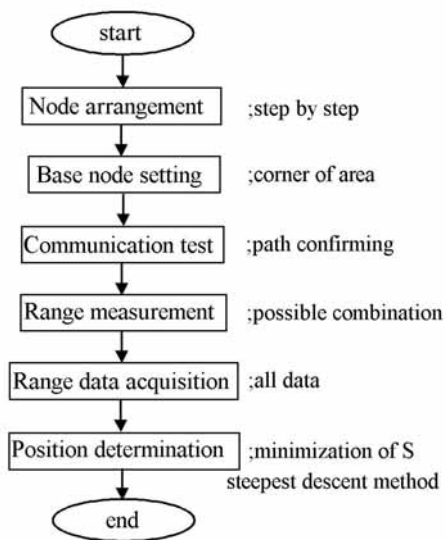 start
Node arrangement ;step by step
Base node setting ;corner of area
Communication test ;path confirming
Range measurement ;possible combination
Range data acquisition ;all data
Position determination ;minimization of S
steepest descent method
end